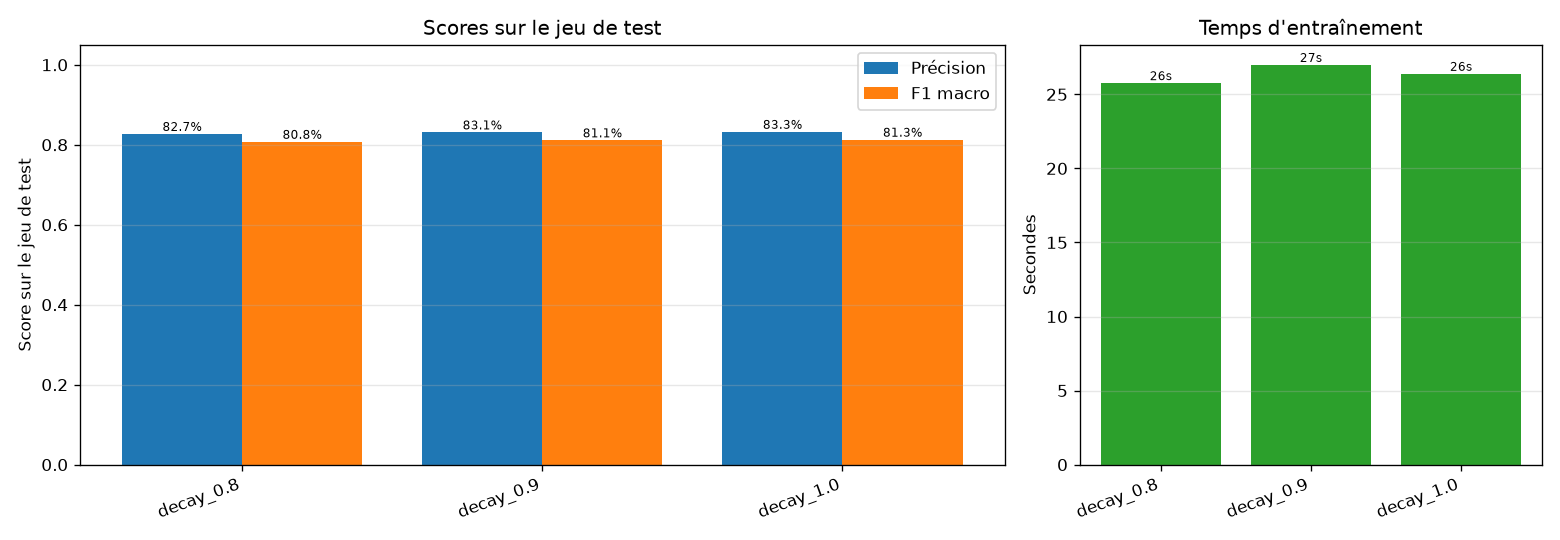 Scores sur le jeu de test
Score sur le jeu de test
1.0
0.8
0.6
0.4
0.2
0.0
Précision
F1 macro
82.7%
80.8%
83.1%
81.1%
83.3%
81.3%
decay_0.8
decay_0.9
decay_1.0
Temps d'entraînement
Secondes
25
20
15
10
5
0
26s
27s
26s
decay_0.8
decay_0.9
decay_1.0